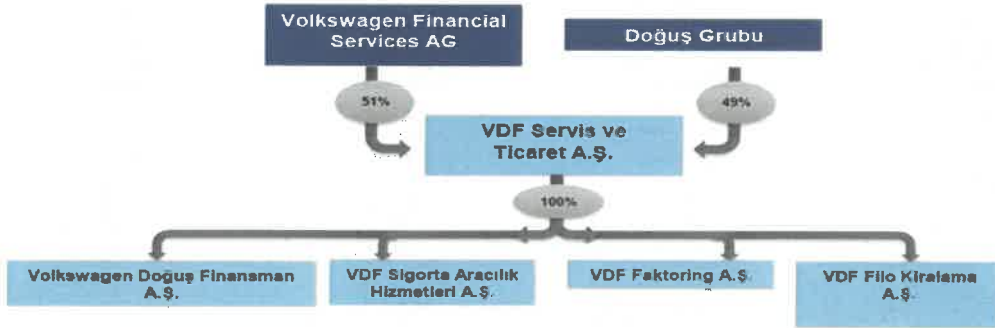 Volkswagen Financial
Services AG
Doğuş Grubu
51%
49%
VDF Servis ve
Ticaret A.Ş.
100%
Volkswagen Doğuş Finansman
A.Ş.
VDF Sigorta Aracılık
Hizmetleri A.Ş.
VDF Faktoring A.Ş.
VDF Filo Kiralama
A.Ş.